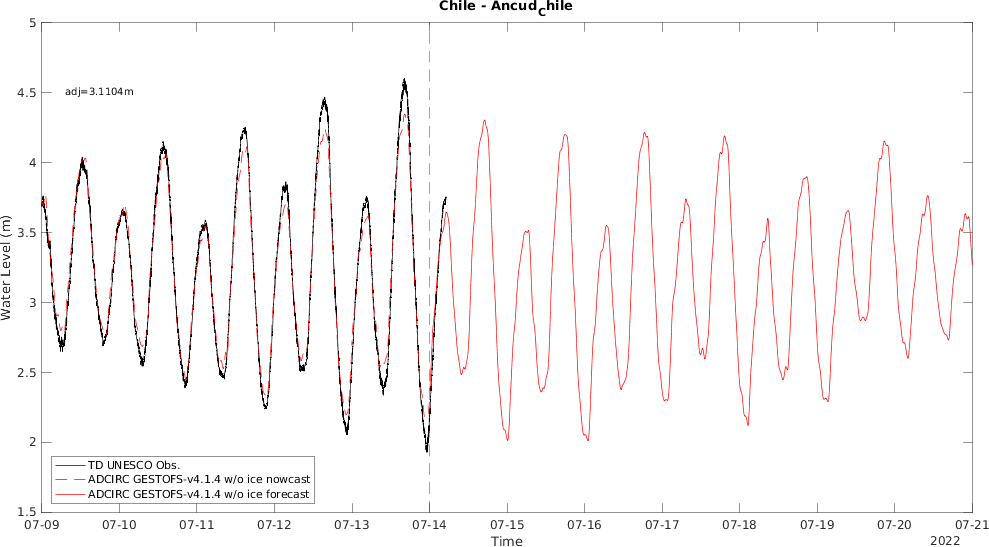 Chile - Ancud_Chile
5
4.5
4
3.5
3
2.5
2
1.5
Water Level (m)
adj=3.1104m
TD UNESCO Obs.
ADCIRC GESTOFS-v4.1.4 w/o ice nowcast
ADCIRC GESTOFS-v4.1.4 w/o ice forecast
07-09 07-10 07-11 07-12 07-13 07-14 07-15 07-16 07-17 07-18 07-19 07-20 07-21
Time
2022